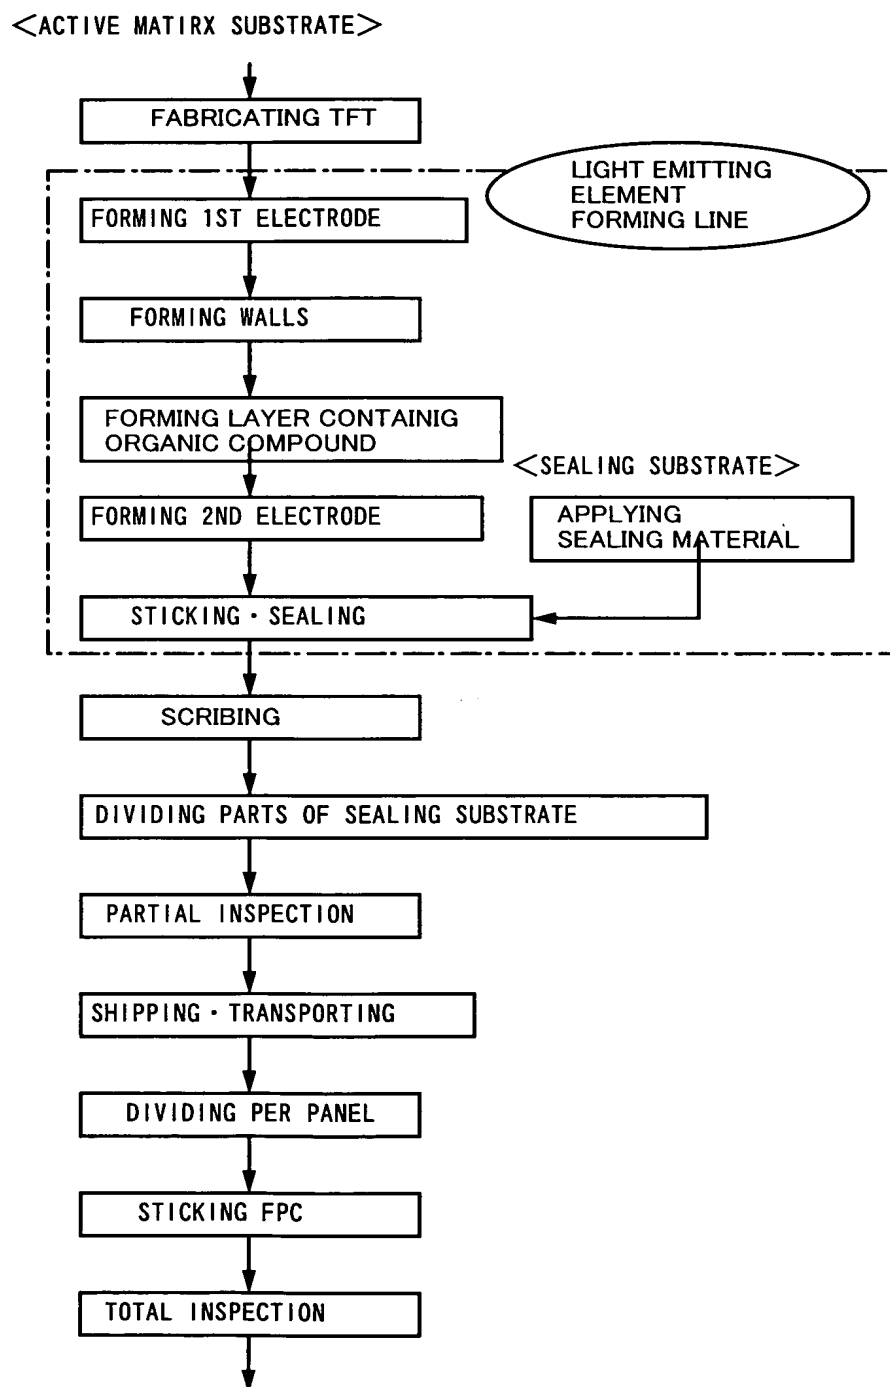 <ACTIVE MATIRX SUBSTRATE>
FABRICATING TFT
LIGHT EMITTING
ELEMENT
FORMING LINE
FORMING 1ST ELECTRODE
FORMING WALLS
FORMING LAYER CONTAINIG
ORGANIC COMPOUND
<SEALING SUBSTRATE>
FORMING 2ND ELECTRODE
APPLYING
SEALING MATERIAL
STICKING・SEALING
SCRIBING
DIVIDING PARTS OF SEALING SUBSTRATE
PARTIAL INSPECTION
SHIPPING・TRANSPORTING
DIVIDING PER PANEL
STICKING FPC
TOTAL INSPECTION